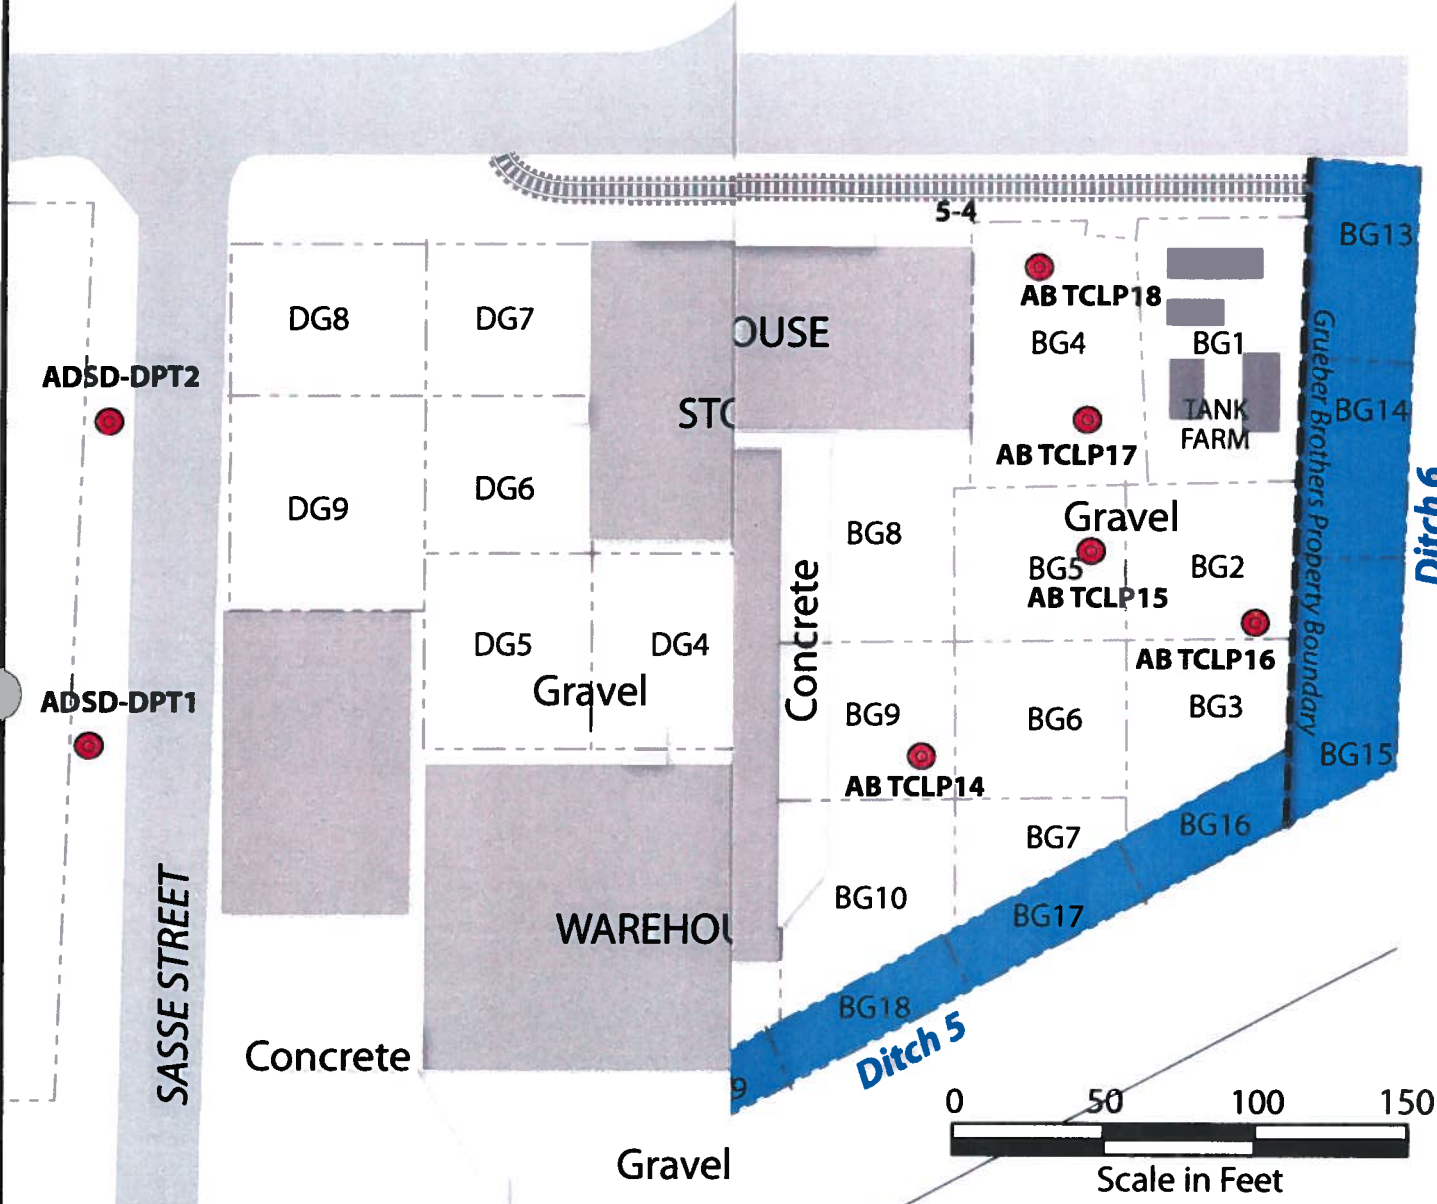 5-4
BG13
AB TCLP18
DG8
DG7
OUSE
BG4
BG1
ADSD-DPT2
STO
TANK
FARM
BG14
AB TCLP17
Grueber Brothers Property Boundary
Ditch 6
DG9
DG6
Gravel
BG8
BG5
BG2
AB TCLP15
Concrete
DG5
DG4
AB TCLP16
Gravel
ADSD-DPT1
BG9
BG6
BG3
BG15
AB TCLP14
BG16
BG7
BG10
BG17
WAREHOU
SASSE STREET
BG18
Ditch 5
Concrete
9
0 50 100 150
Scale in Feet
Gravel